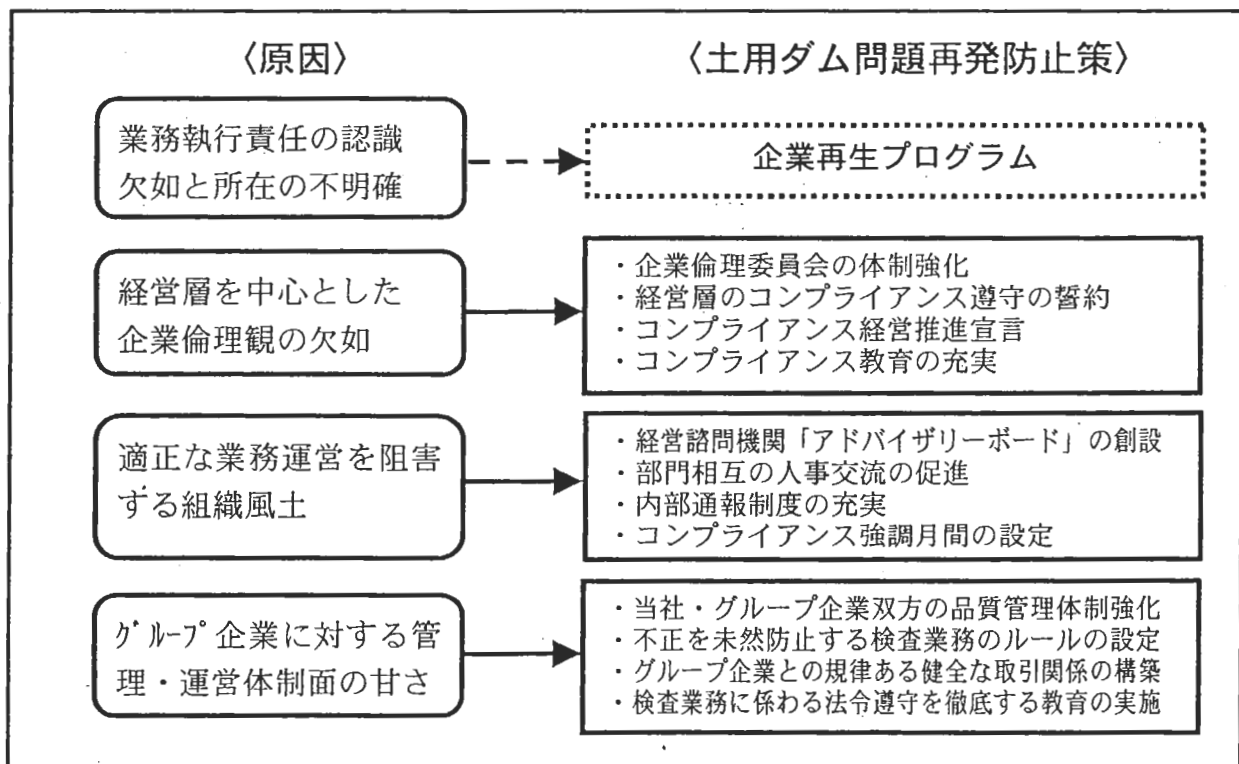 〈原因〉
〈土用ダム問題再発防止策〉
業務執行責任の認識
欠如と所在の不明確
企業再生プログラム
経営層を中心とした
企業倫理観の欠如
・企業倫理委員会の体制強化
・経営層のコンプライアンス遵守の誓約
・コンプライアンス経営推進宣言
・コンプライアンス教育の充実
適正な業務運営を阻害
する組織風土
・経営諮問機関「アドバイザリーボード」の創設
・部門相互の人事交流の促進
・内部通報制度の充実
・コンプライアンス強調月間の設定
グループ企業に対する管
理・運営体制面の甘さ
・当社・グループ企業双方の品質管理体制強化
・不正を未然防止する検査業務のルールの設定
・グループ企業との規律ある健全な取引関係の構築
・検査業務に係わる法令遵守を徹底する教育の実施